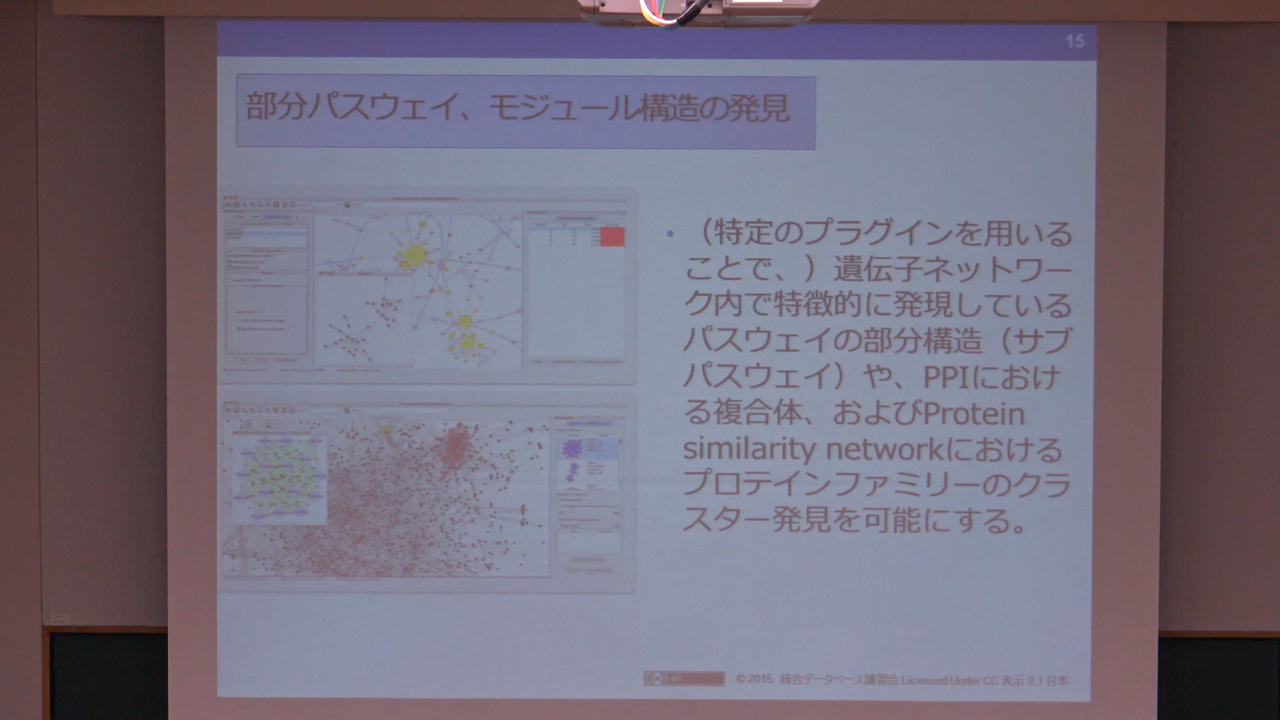 15
部分パスウェイ、モジュール構造の発見
• （特定のプラグインを用いる
ことで、）遺伝子ネットワー
ク内で特徴的に発現している
パスウェイの部分構造（サブ
パスウェイ）や、PPIにおけ
る複合体、およびProtein
similarity networkにおける
プロテインファミリーのクラ
スター発見を可能にする。
© 2015 統合データベース講習会 Licensed Under CC 表示 2.1 日本